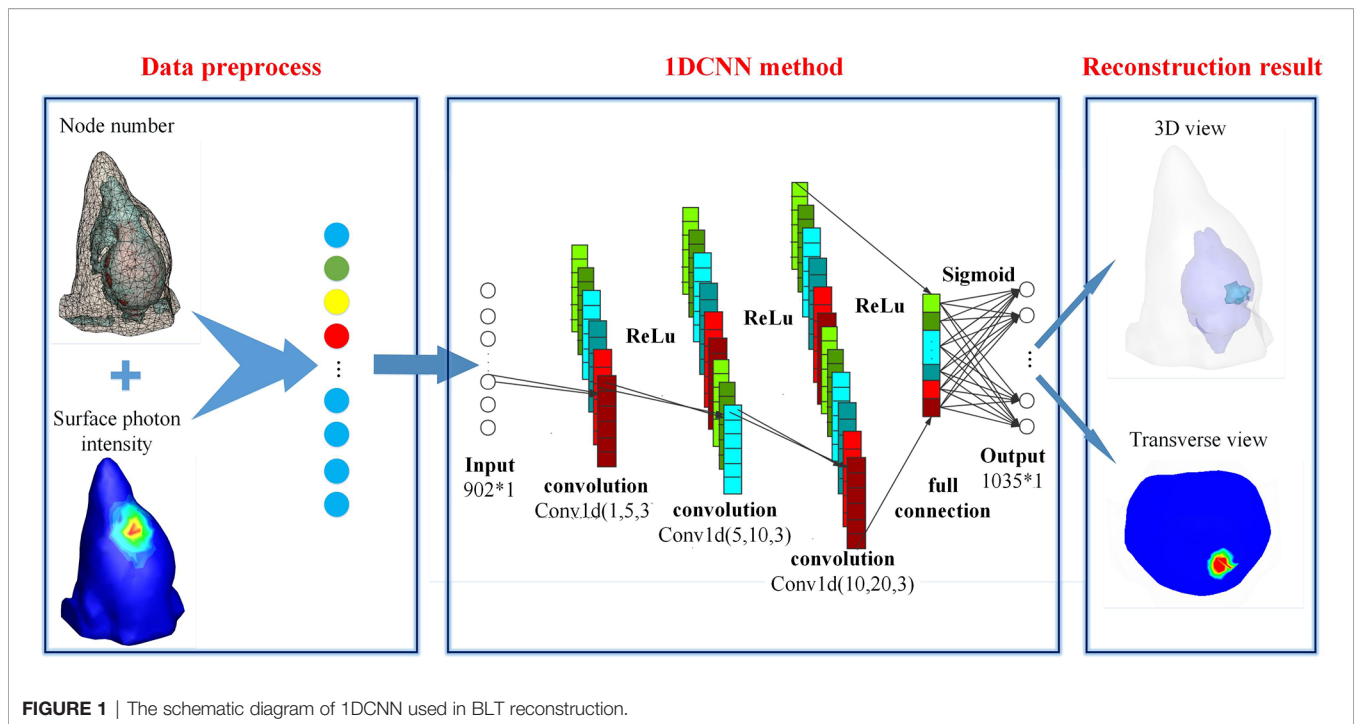 Data preprocess
1DCNN method
Reconstruction result
Node number
+
Surface photon
intensity
Input
902*1
convolution
Conv1d(1,5,3
ReLu
convolution
Conv1d(5,10,3)
ReLu
convolution
Conv1d(10,20,3)
ReLu
full
connection
Sigmoid
Output
1035*1
3D view
Transverse view
FIGURE 1 | The schematic diagram of 1DCNN used in BLT reconstruction.